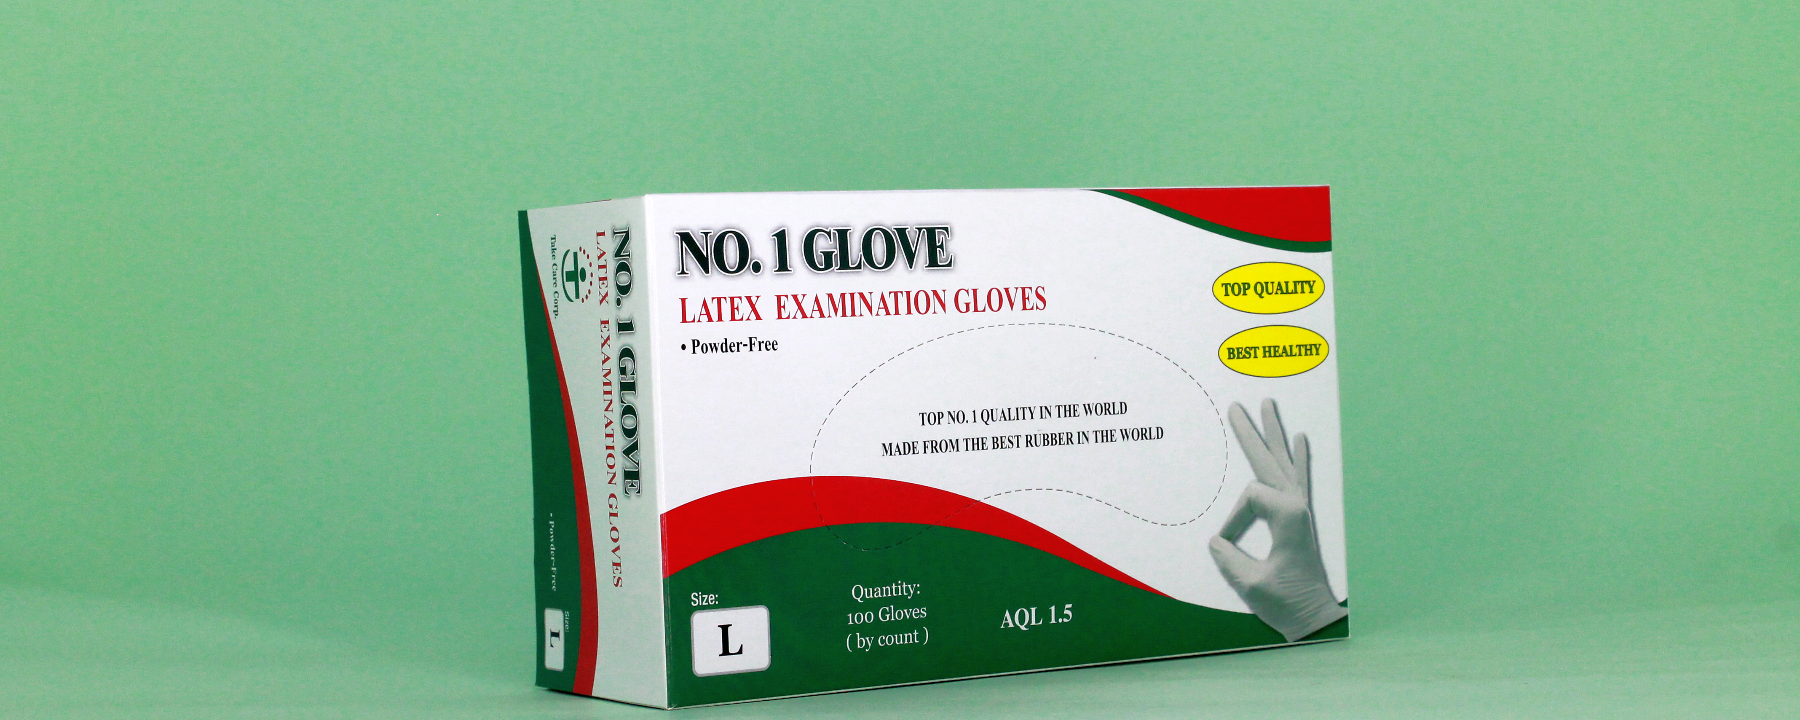 NO. 1 GLOVE
LATEX EXAMINATION GLOVES
• Powder-Free
TOP QUALITY
BEST HEALTHY
TOP NO. 1 QUALITY IN THE WORLD
MADE FROM THE BEST RUBBER IN THE WORLD
Size:
L
Quantity:
100 Gloves
( by count )
AQL 1.5
NO. 1 GLOVE
LATEX EXAMINATION GLOVES
Take Care Corp.
• Powder-Free
Size:
L